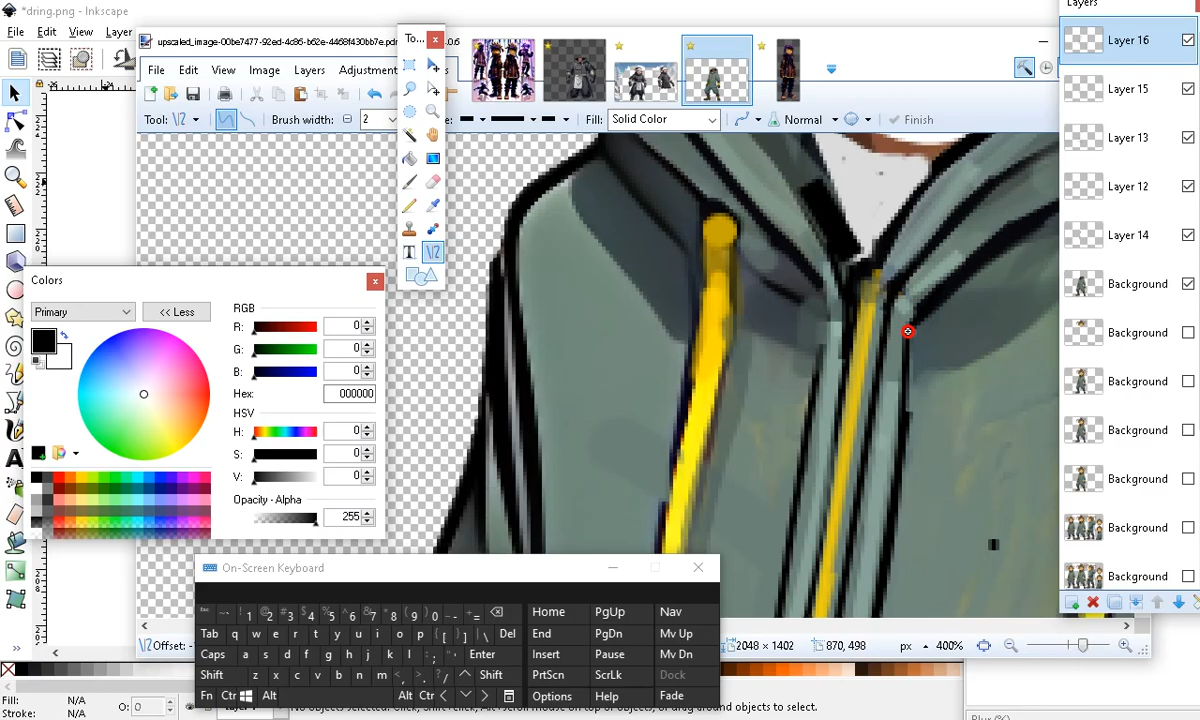 *dring.png - Inkscape
File Edit View Layer
upscaled_image-00be7477-92ed-4c86-b62e-4468f430bb7e.pdn
To...
Layers
File Edit View Image Layers Adjustments
Tool: Brush width: 2 Fill: Solid Color Normal Finish
Layer 16
Layer 15
Layer 13
Layer 12
Layer 14
Background
Background
Background
Background
Background
Background
Background
Colors
Primary
<< Less
RGB
R: 0
G: 0
B: 0
Hex: 000000
HSV
H: 0
S: 0
V: 0
Opacity - Alpha
255
On-Screen Keyboard
Esc ~` ! 1 @ 2 # 3 $ 4 % 5 ^ 6 & 7 * 8 ( 9 ) 0 _ - + = Home PgUp Nav
Tab q w e r t y u i o p { [ } ] | \ Del End PgDn Mv Up
Caps a s d f g h j k l : ; " ' Enter Insert Pause Mv Dn
Shift z x c v b n m < , > . ? / Shift PrtScn ScrLk Dock
Fn Ctr Alt Alt Ctr Options Help Fade
Offset: -
2048 × 1402
870, 498
px
400%
Fill: N/A
Stroke: N/A
O: 0
No objects selected. Click, Shift+click, Alt+scroll mouse on top of objects, or drag around objects to select.
Blur (%)